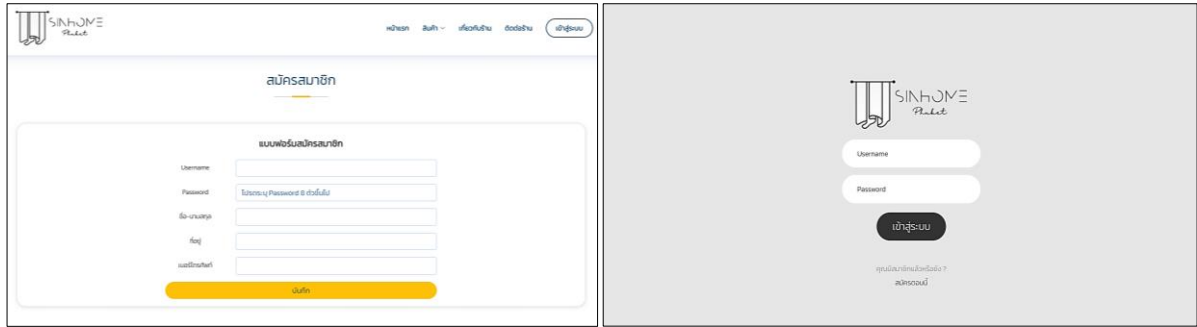 SINHOME
Phuket
หน้าแรก สินค้า เกี่ยวกับร้าน ติดต่อร้าน เข้าสู่ระบบ
สมัครสมาชิก
แบบฟอร์มสมัครสมาชิก
Username
Password โปรดระบุ Password 8 ตัวขึ้นไป
ชื่อ-นามสกุล
ที่อยู่
เบอร์โทรศัพท์
บันทึก
SINHOME
Phuket
Username
Password
เข้าสู่ระบบ
คุณมีสมาชิกแล้วหรือยัง ?
สมัครตอนนี้